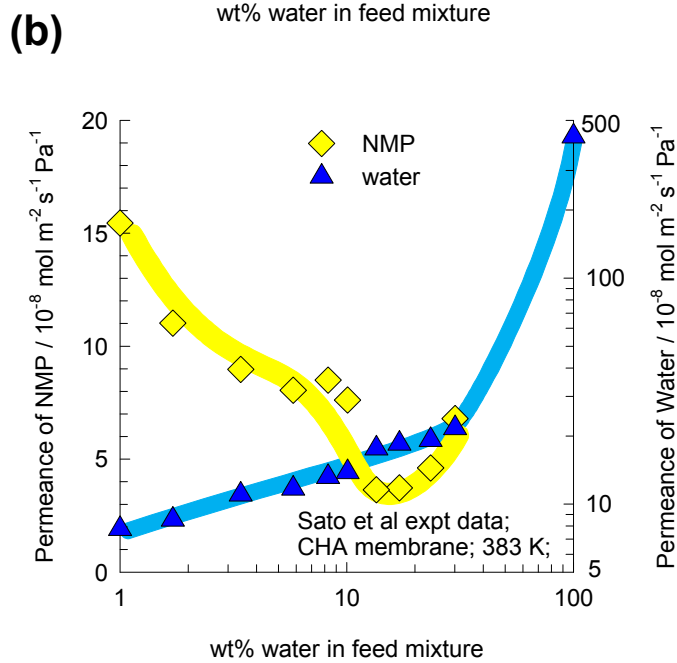 wt% water in feed mixture
(b)
NMP
water
20
15
10
5
0
500
100
10
5
Permeance of NMP / 10⁻⁸ mol m⁻² s⁻¹ Pa⁻¹
Permeance of Water / 10⁻⁸ mol m⁻² s⁻¹ Pa⁻¹
Sato et al expt data;
CHA membrane; 383 K;
1 10 100
wt% water in feed mixture